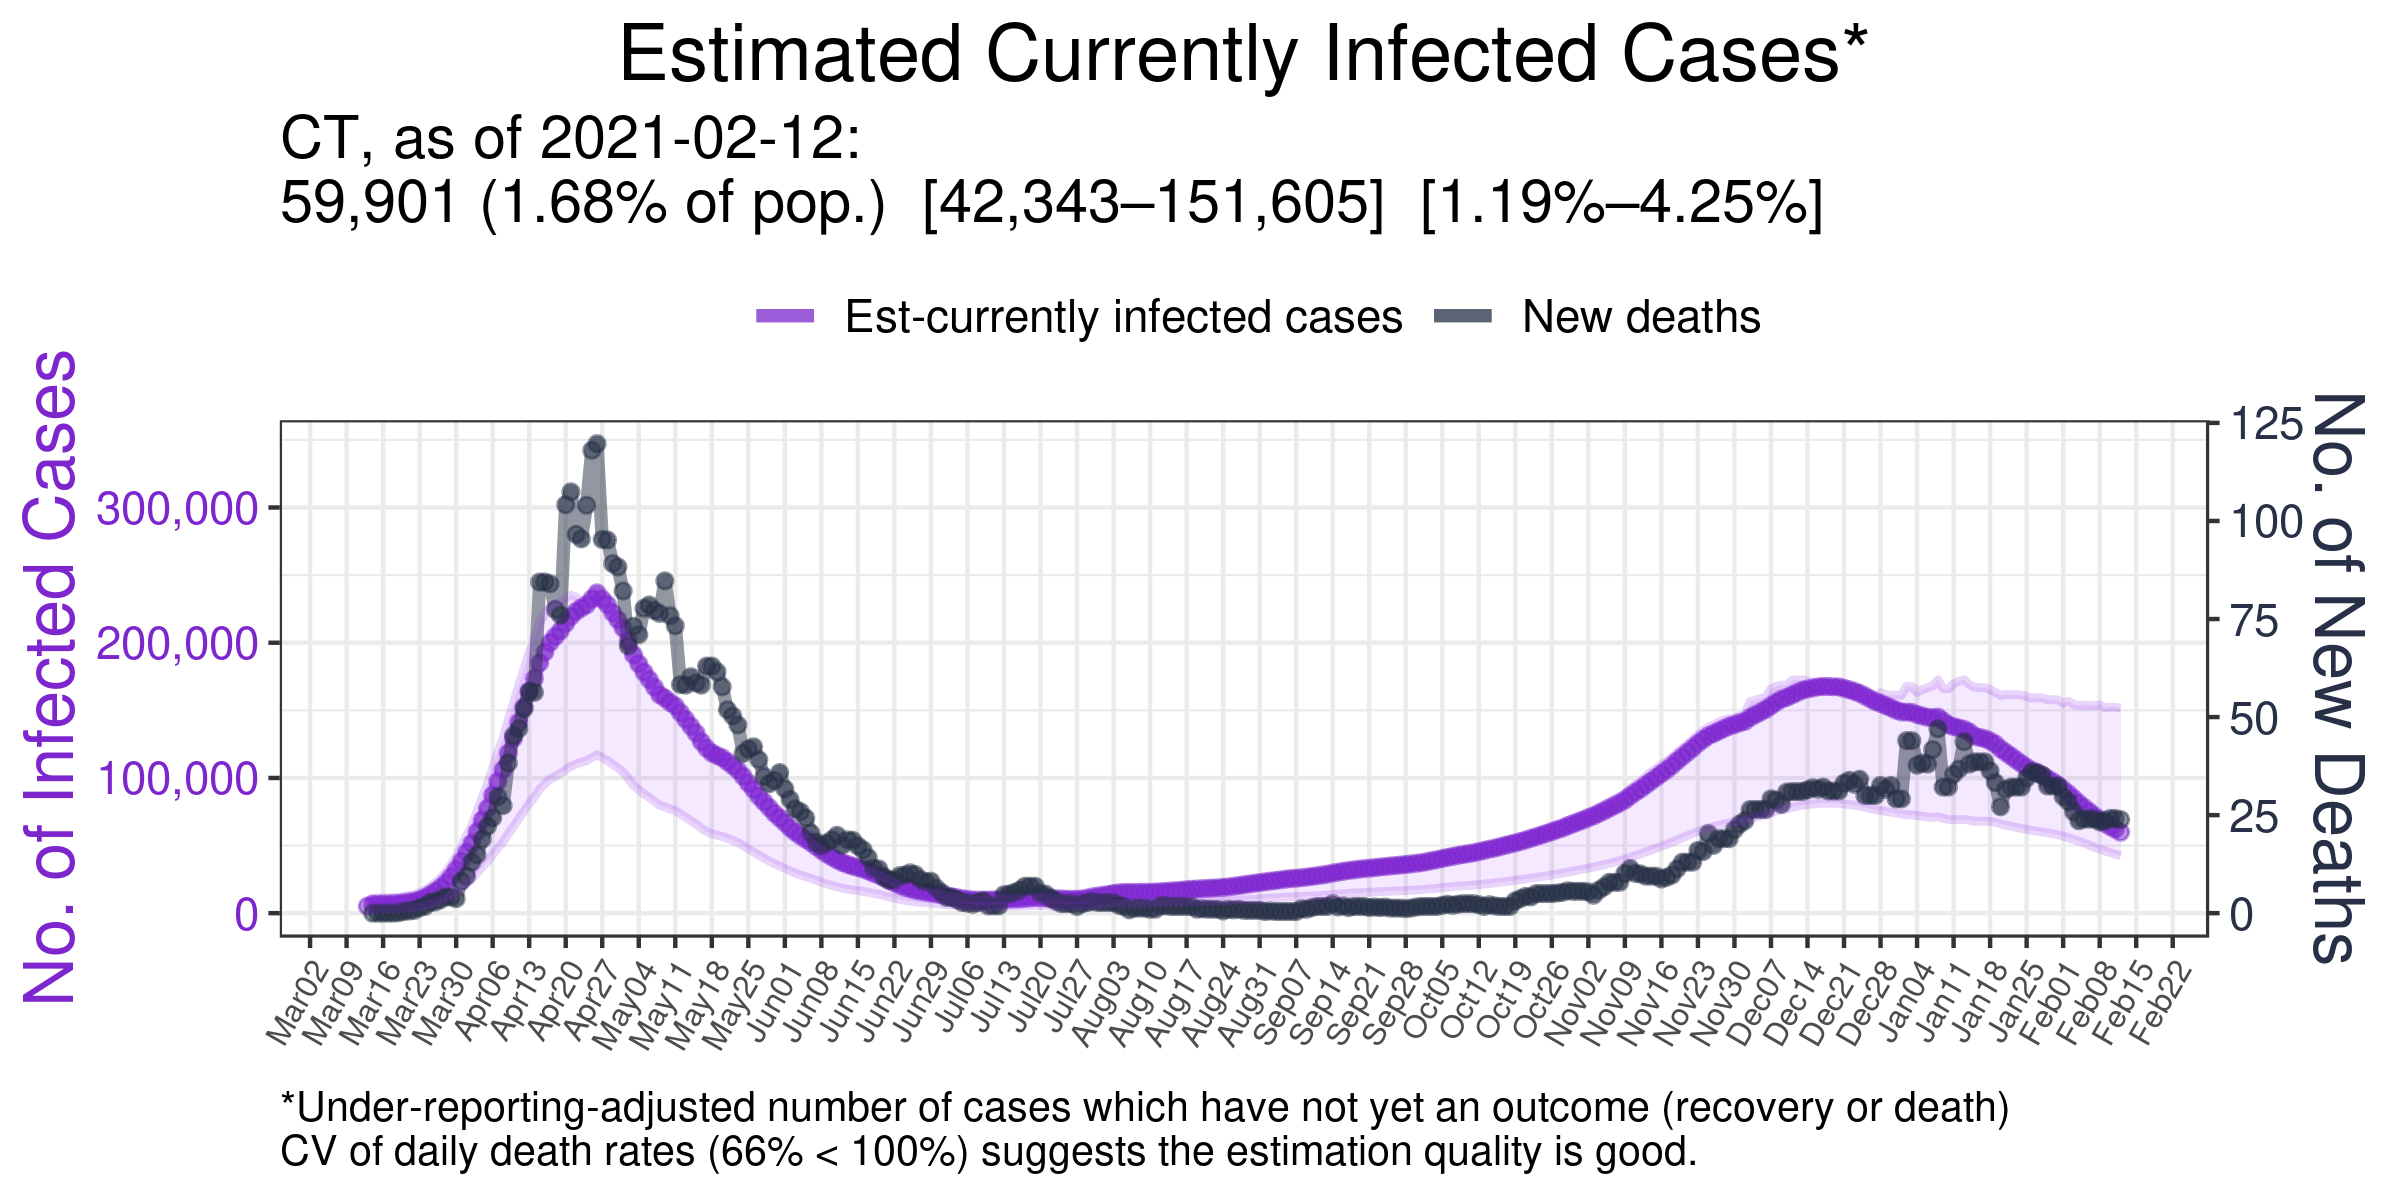 Estimated Currently Infected Cases*
CT, as of 2021-02-12:
59,901 (1.68% of pop.)  [42,343–151,605]  [1.19%–4.25%]
Est-currently infected cases
New deaths
No. of Infected Cases
300,000
200,000
100,000
0
125
100
75
50
25
0
No. of New Deaths
Mar02
Mar09
Mar16
Mar23
Mar30
Apr06
Apr13
Apr20
Apr27
May04
May11
May18
May25
Jun01
Jun08
Jun15
Jun22
Jun29
Jul06
Jul13
Jul20
Jul27
Aug03
Aug10
Aug17
Aug24
Aug31
Sep07
Sep14
Sep21
Sep28
Oct05
Oct12
Oct19
Oct26
Nov02
Nov09
Nov16
Nov23
Nov30
Dec07
Dec14
Dec21
Dec28
Jan04
Jan11
Jan18
Jan25
Feb01
Feb08
Feb15
Feb22
*Under-reporting-adjusted number of cases which have not yet an outcome (recovery or death)
CV of daily death rates (66% < 100%) suggests the estimation quality is good.